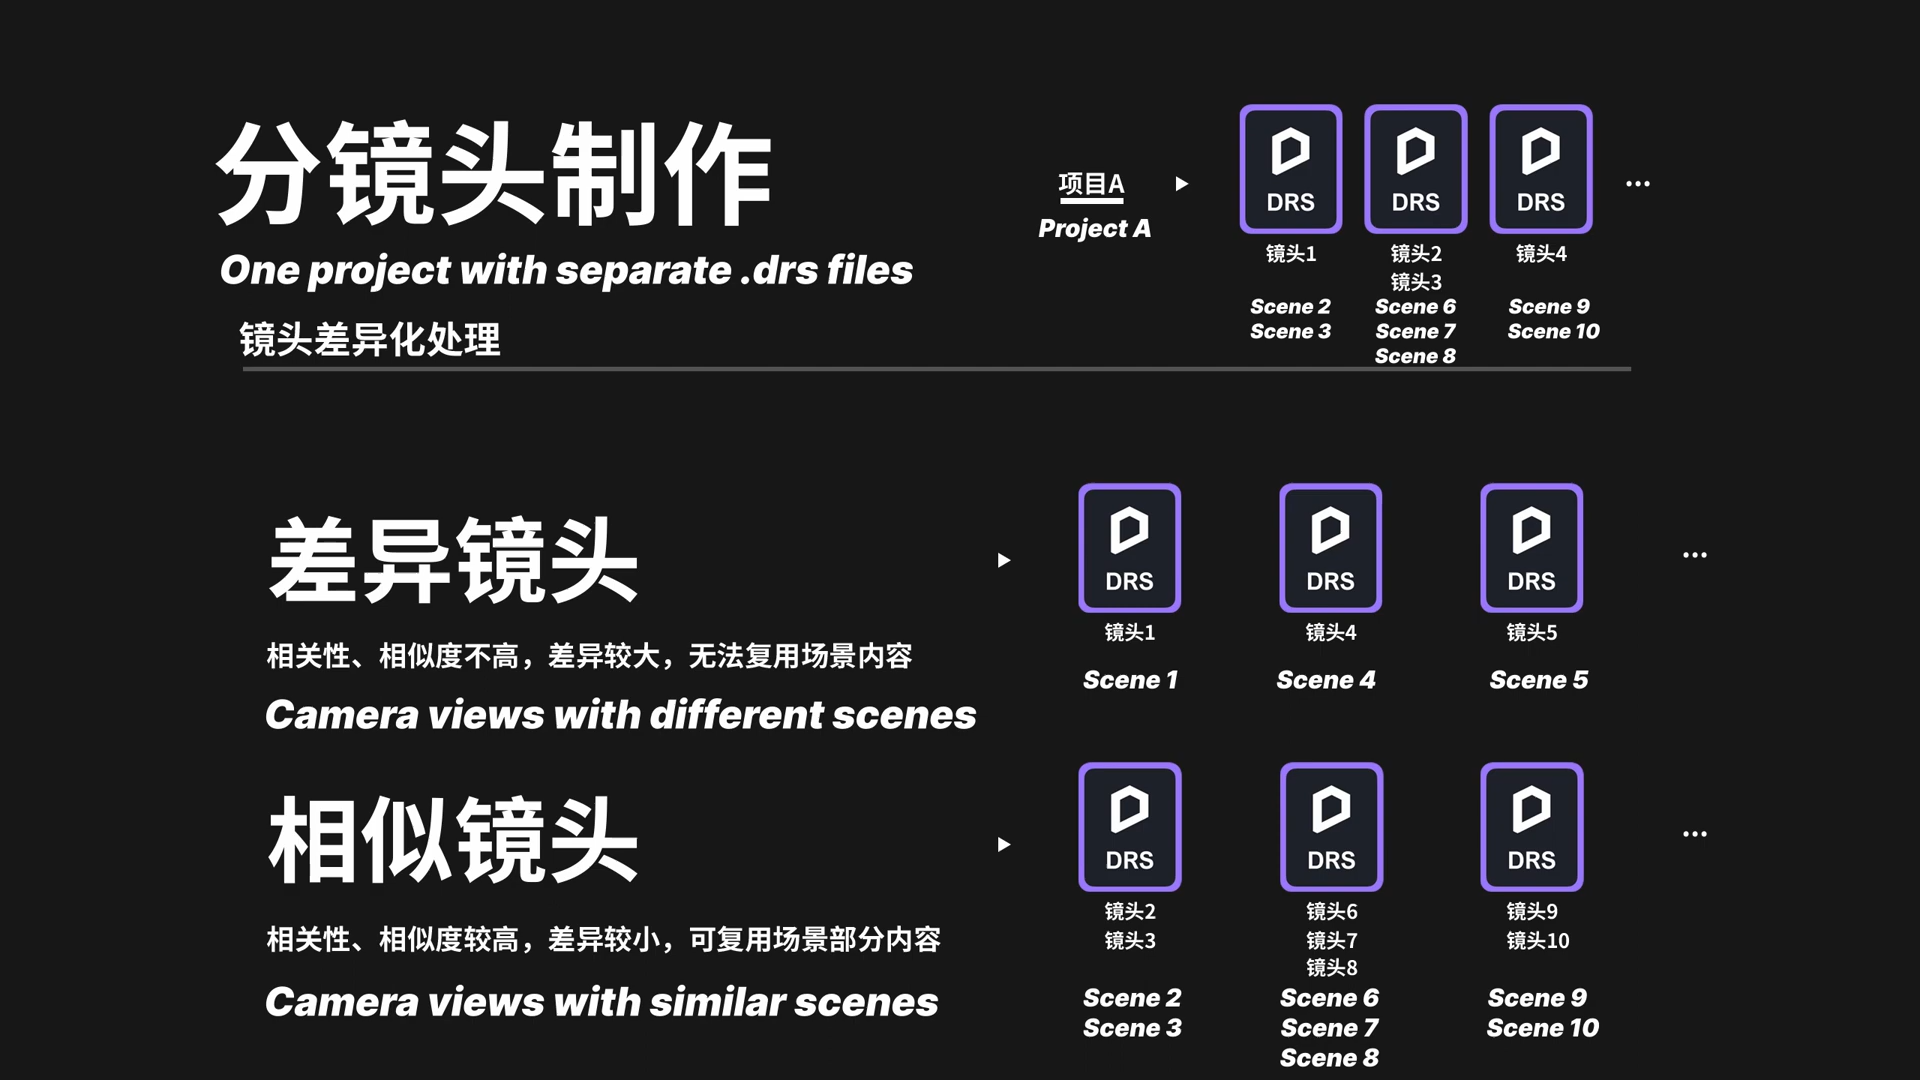 分镜头制作
One project with separate .drs files
镜头差异化处理
项目A
Project A
DRS
DRS
DRS
...
镜头1
镜头2
镜头3
镜头4
Scene 2
Scene 3
Scene 6
Scene 7
Scene 8
Scene 9
Scene 10
差异镜头
相关性、相似度不高，差异较大，无法复用场景内容
Camera views with different scenes
DRS
DRS
DRS
...
镜头1
镜头4
镜头5
Scene 1
Scene 4
Scene 5
相似镜头
相关性、相似度较高，差异较小，可复用场景部分内容
Camera views with similar scenes
DRS
DRS
DRS
...
镜头2
镜头3
镜头6
镜头7
镜头8
镜头9
镜头10
Scene 2
Scene 3
Scene 6
Scene 7
Scene 8
Scene 9
Scene 10